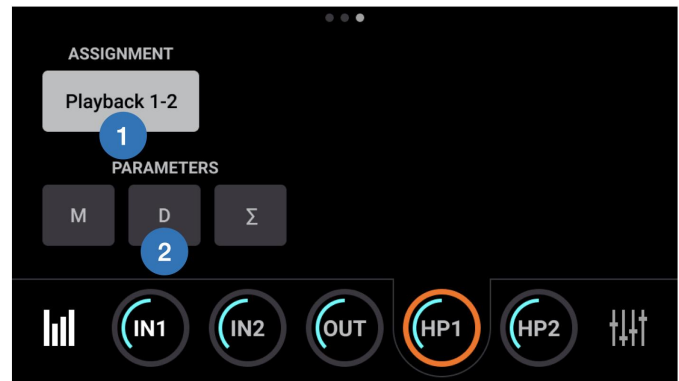 ASSIGNMENT
Playback 1-2
1
PARAMETERS
M D Σ
2
IN1 IN2 OUT HP1 HP2